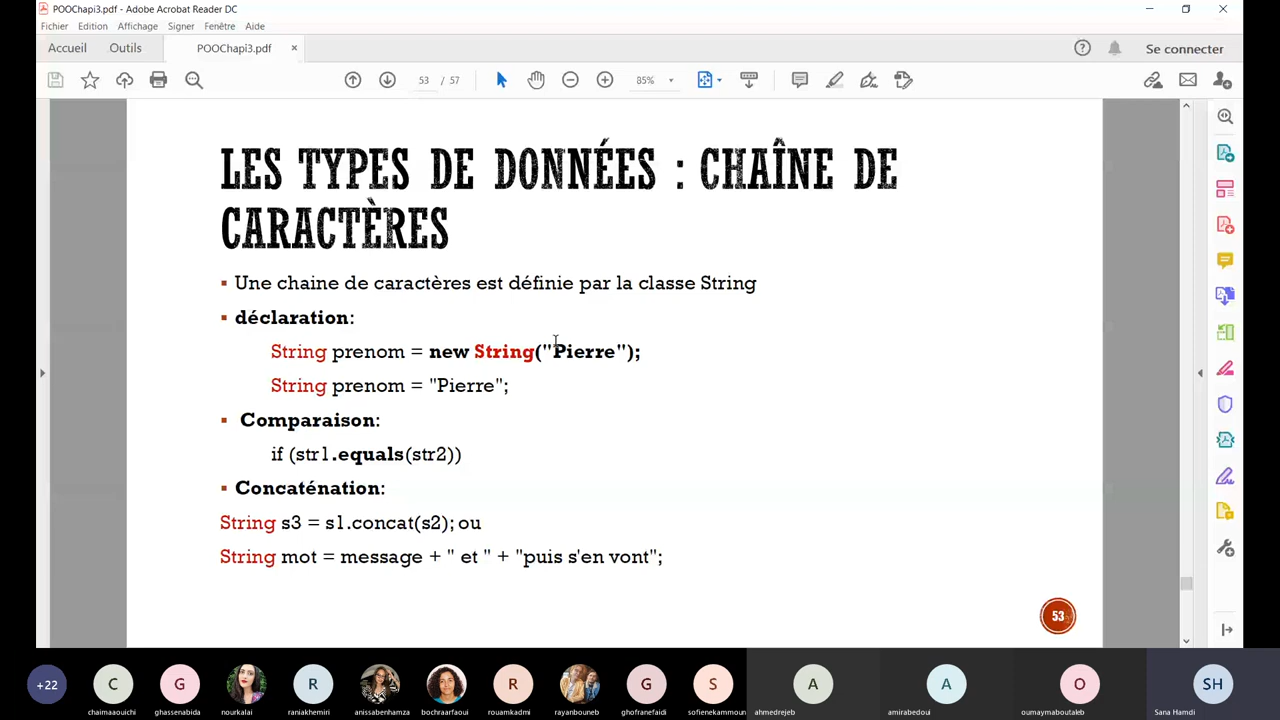 POOChapi3.pdf - Adobe Acrobat Reader DC
Fichier Edition Affichage Signer Fenêtre Aide
Accueil Outils POOChapi3.pdf × Se connecter
53 / 57 85%
LES TYPES DE DONNÉES : CHAÎNE DE
CARACTÈRES
▪ Une chaine de caractères est définie par la classe String
▪ déclaration:
String prenom = new String("Pierre");
String prenom = "Pierre";
▪ Comparaison:
if (str1.equals(str2))
▪ Concaténation:
String s3 = s1.concat(s2); ou
String mot = message + " et " + "puis s'en vont";
53
+22 C G R R G S A A O SH
chaimaaouichi ghassenabida nourkalai raniakhemiri anissabenhamza bochraarfaoui rouamkadmi rayanbouneb ghofranefaidi sofienekammoun ahmedrejeb amirabedoui oumaymaboutaleb Sana Hamdi